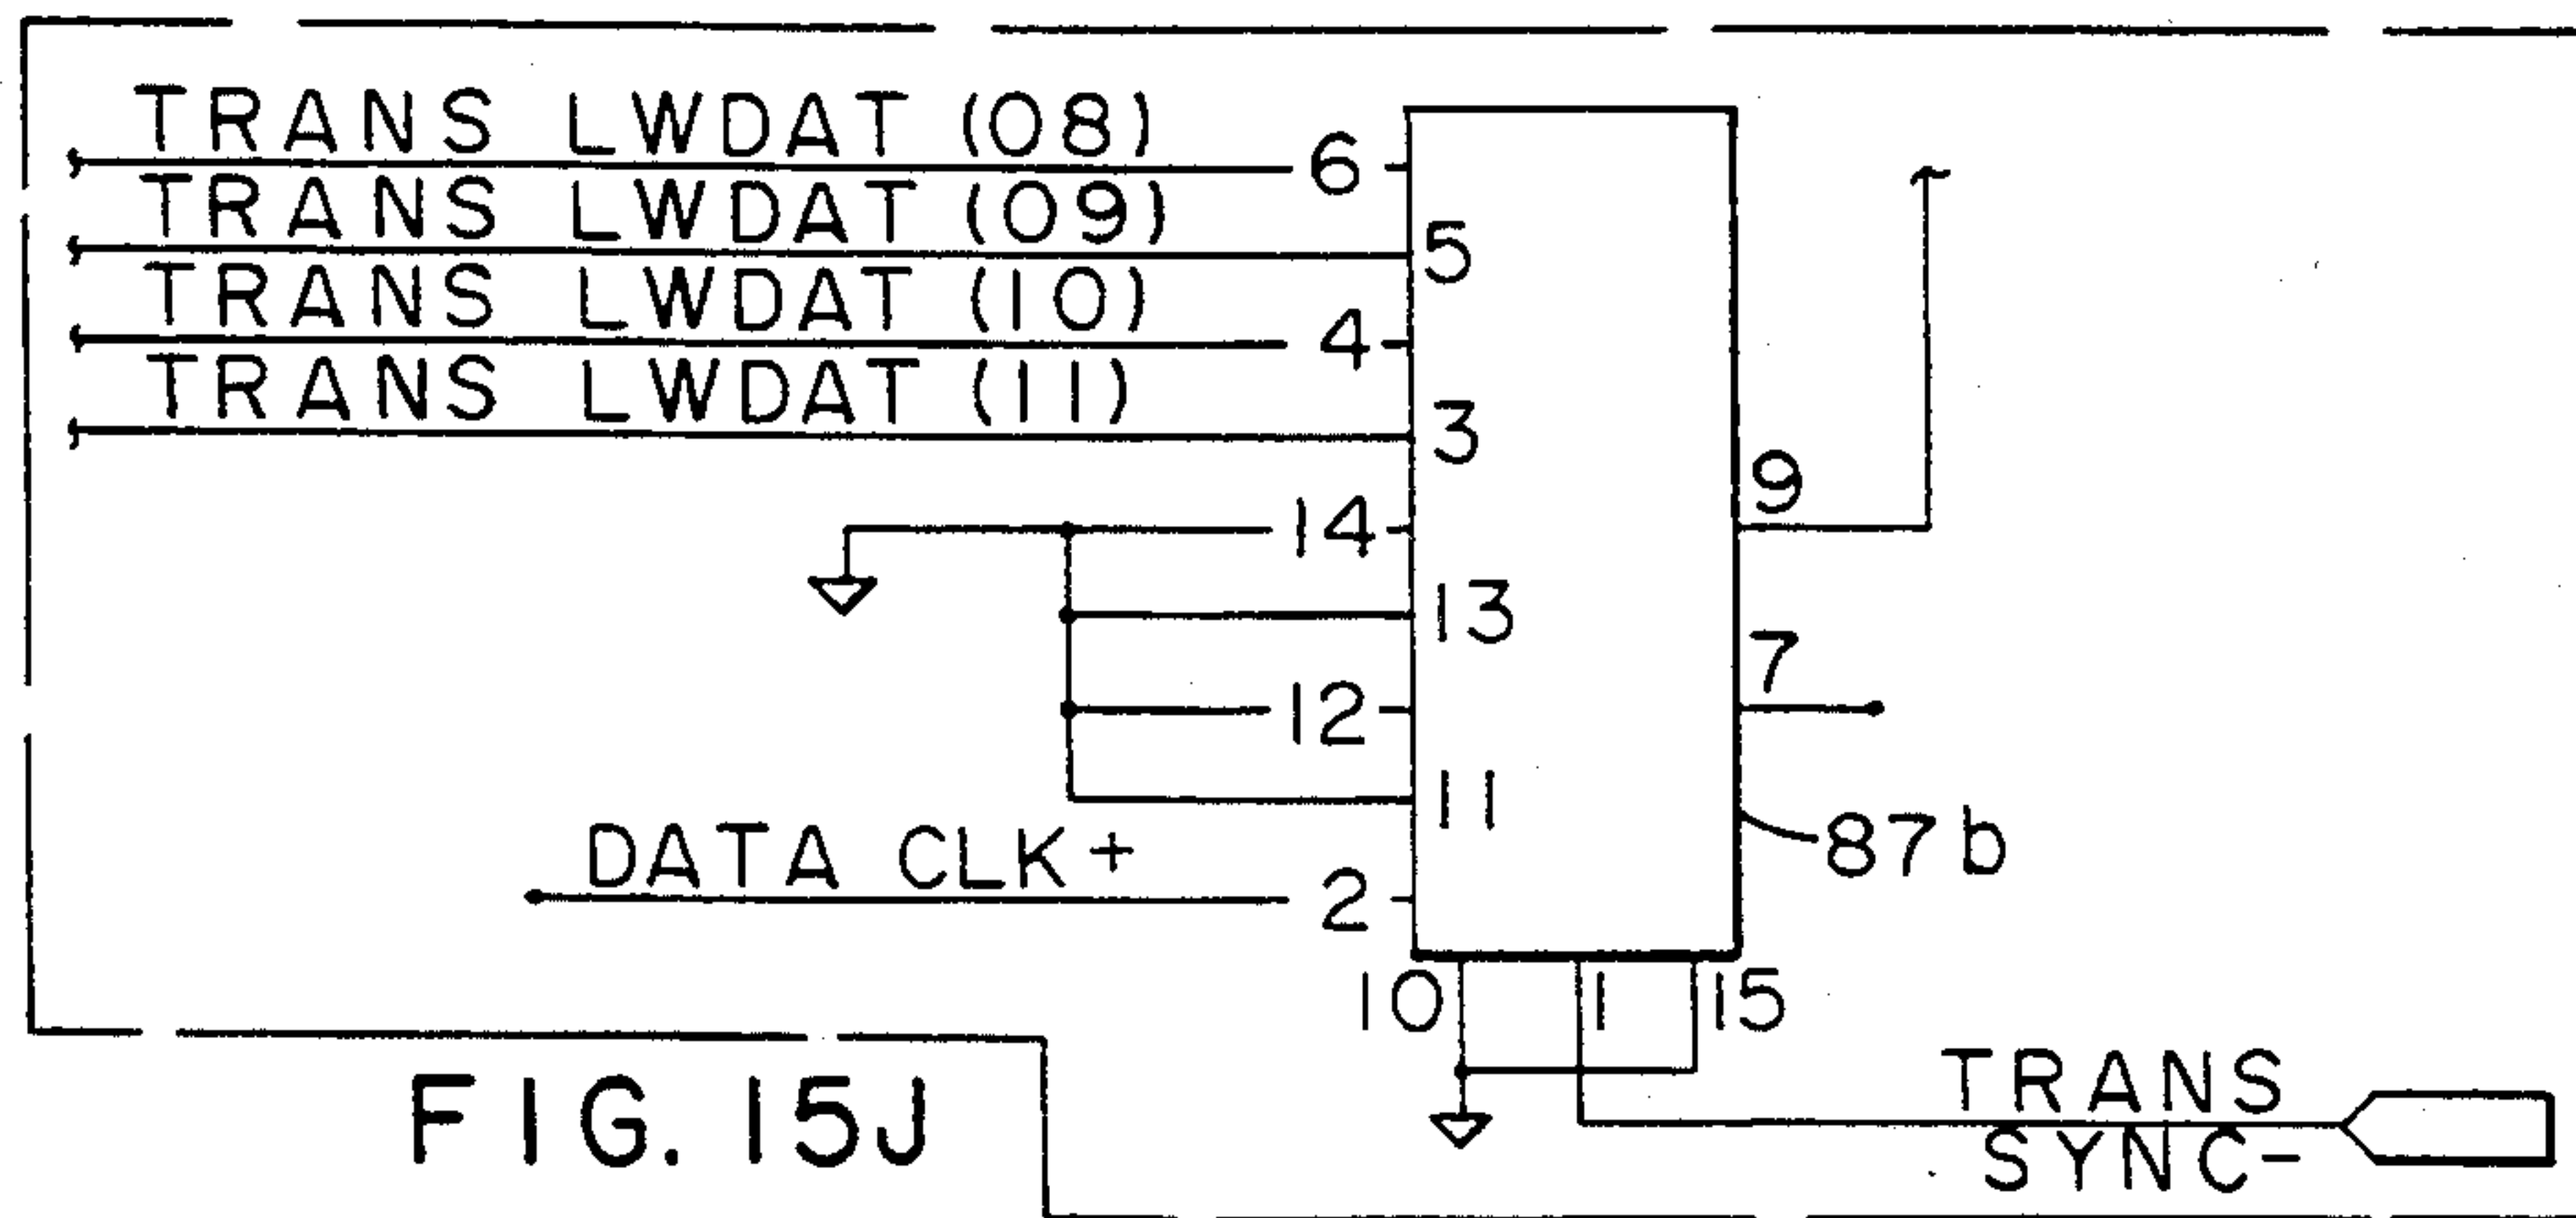 TRANS LWDAT (08)
6
TRANS LWDAT (09)
5
TRANS LWDAT (10)
4
TRANS LWDAT (11)
3
9
14
13
7
12
11
87b
DATA CLK+
2
10
1
15
TRANS
SYNC-
FIG. 15J